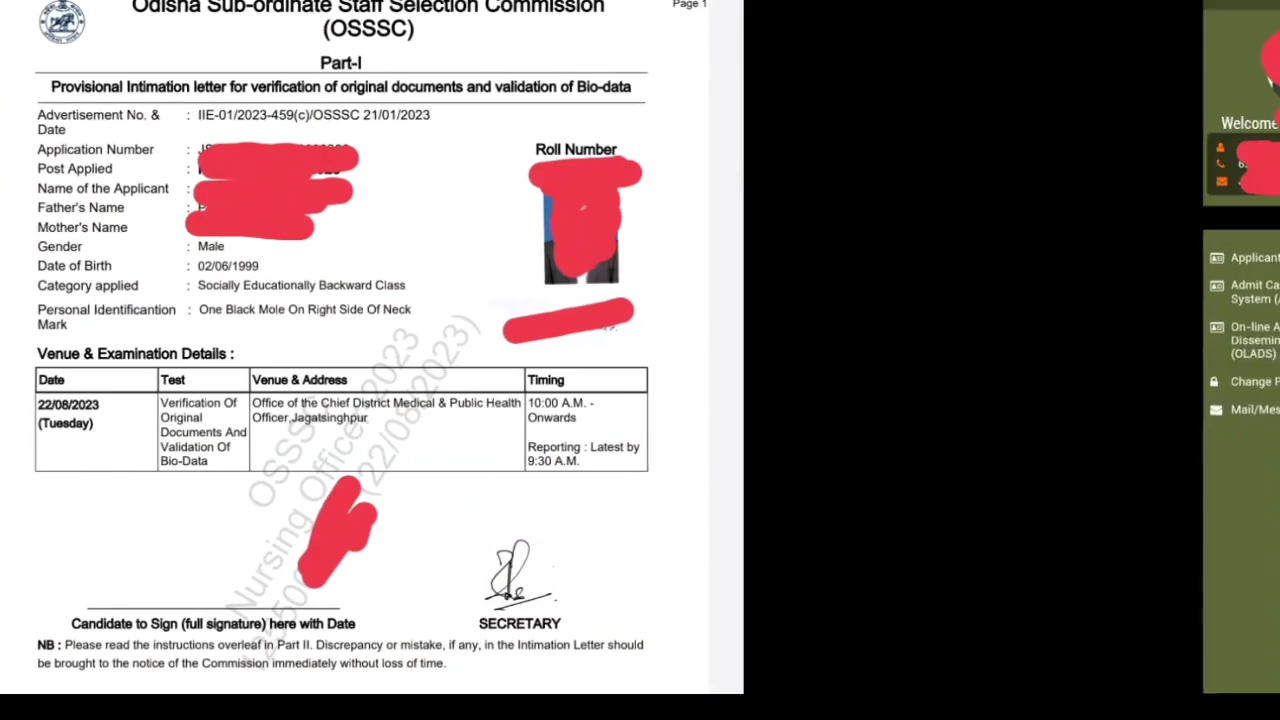 Odisha Sub-ordinate Staff Selection Commission
Page 1
(OSSSC)
Part-I
Provisional Intimation letter for verification of original documents and validation of Bio-data
Advertisement No. & Date : IIE-01/2023-459(c)/OSSSC 21/01/2023
Application Number :
Roll Number
Post Applied :
Name of the Applicant :
Father's Name :
Mother's Name :
Gender : Male
Date of Birth : 02/06/1999
Category applied : Socially Educationally Backward Class
Personal Identificantion Mark : One Black Mole On Right Side Of Neck
Venue & Examination Details :
Date Test Venue & Address Timing
22/08/2023 (Tuesday)
Verification Of Original Documents And Validation Of Bio-Data
Office of the Chief District Medical & Public Health Officer,Jagatsinghpur
10:00 A.M. - Onwards
Reporting : Latest by 9:30 A.M.
OSSSC
Nursing Officer 2023
(22/08/2023)
Candidate to Sign (full signature) here with Date
SECRETARY
NB : Please read the instructions overleaf in Part II. Discrepancy or mistake, if any, in the Intimation Letter should
be brought to the notice of the Commission immediately without loss of time.
Welcome
Applicant
Admit Ca
System (
On-line A
Dissemin
(OLADS)
Change P
Mail/Mes